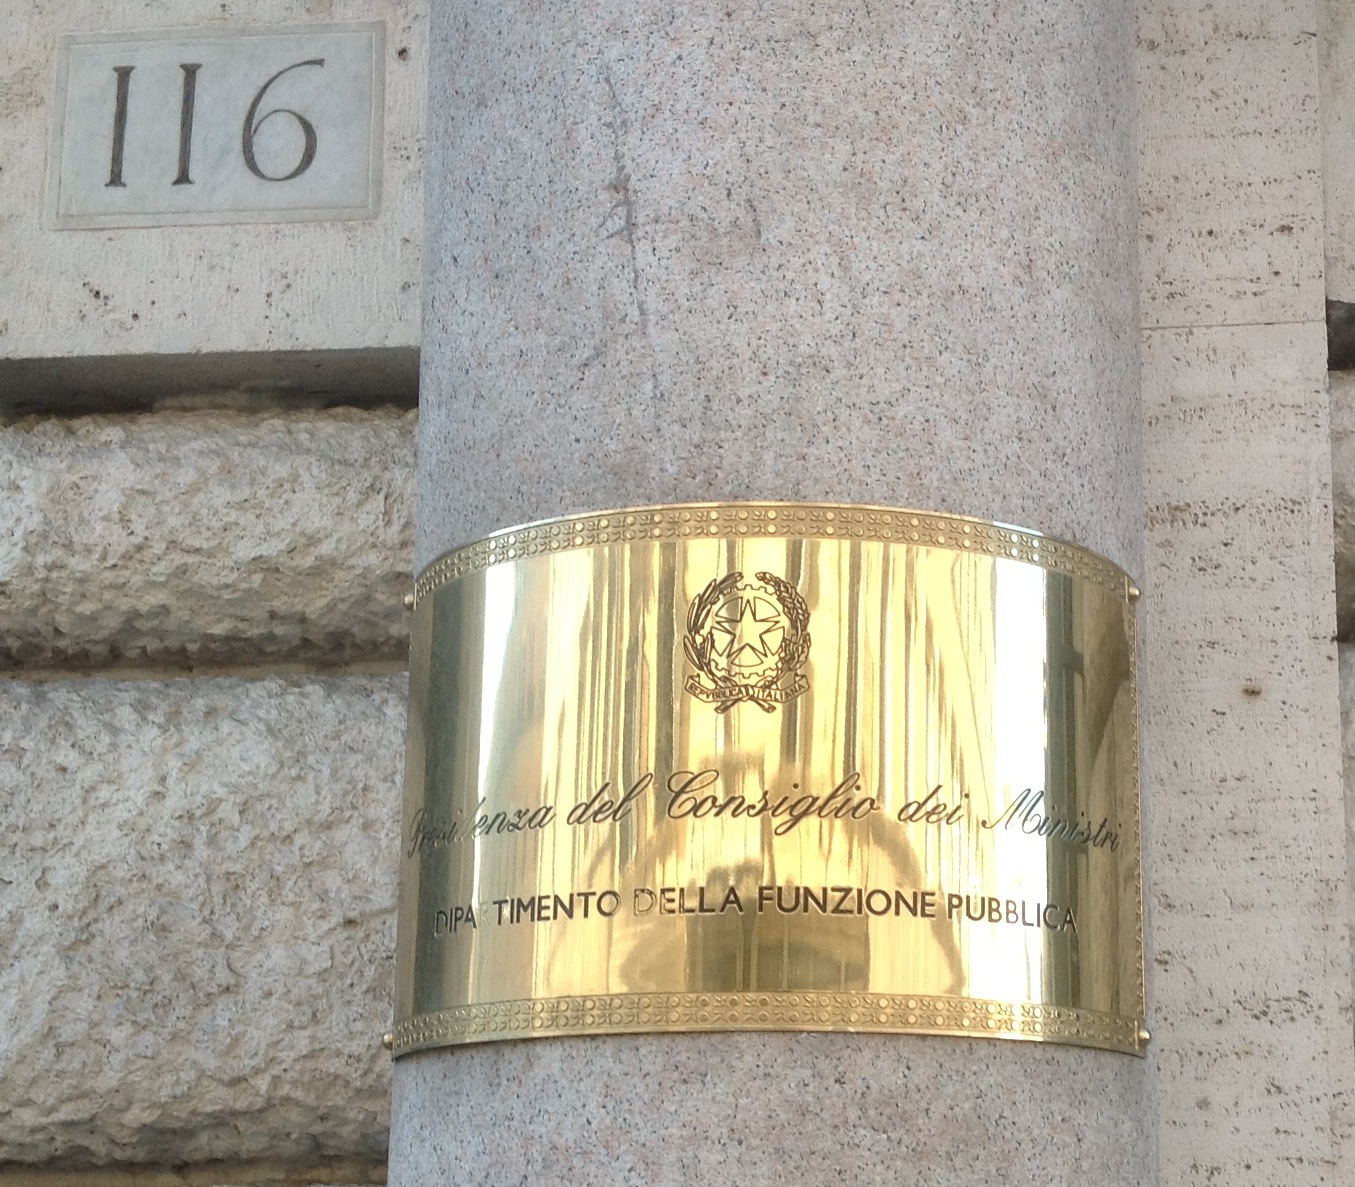 116
REPVBBLICA ITALIANA
Presidenza del Consiglio dei Ministri
DIPARTIMENTO DELLA FUNZIONE PUBBLICA